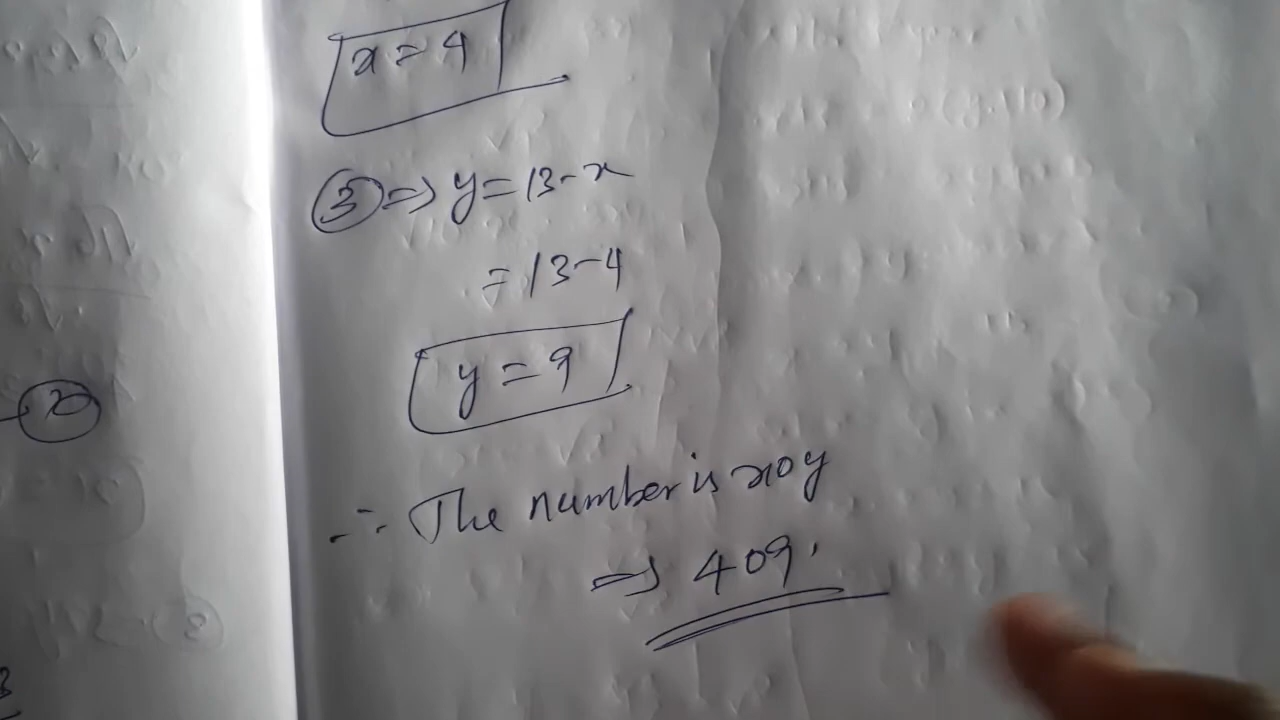 x = 4
③ ⇒ y = 13 - x
= 13 - 4
y = 9
∴ The number is x0y
⇒ 409.